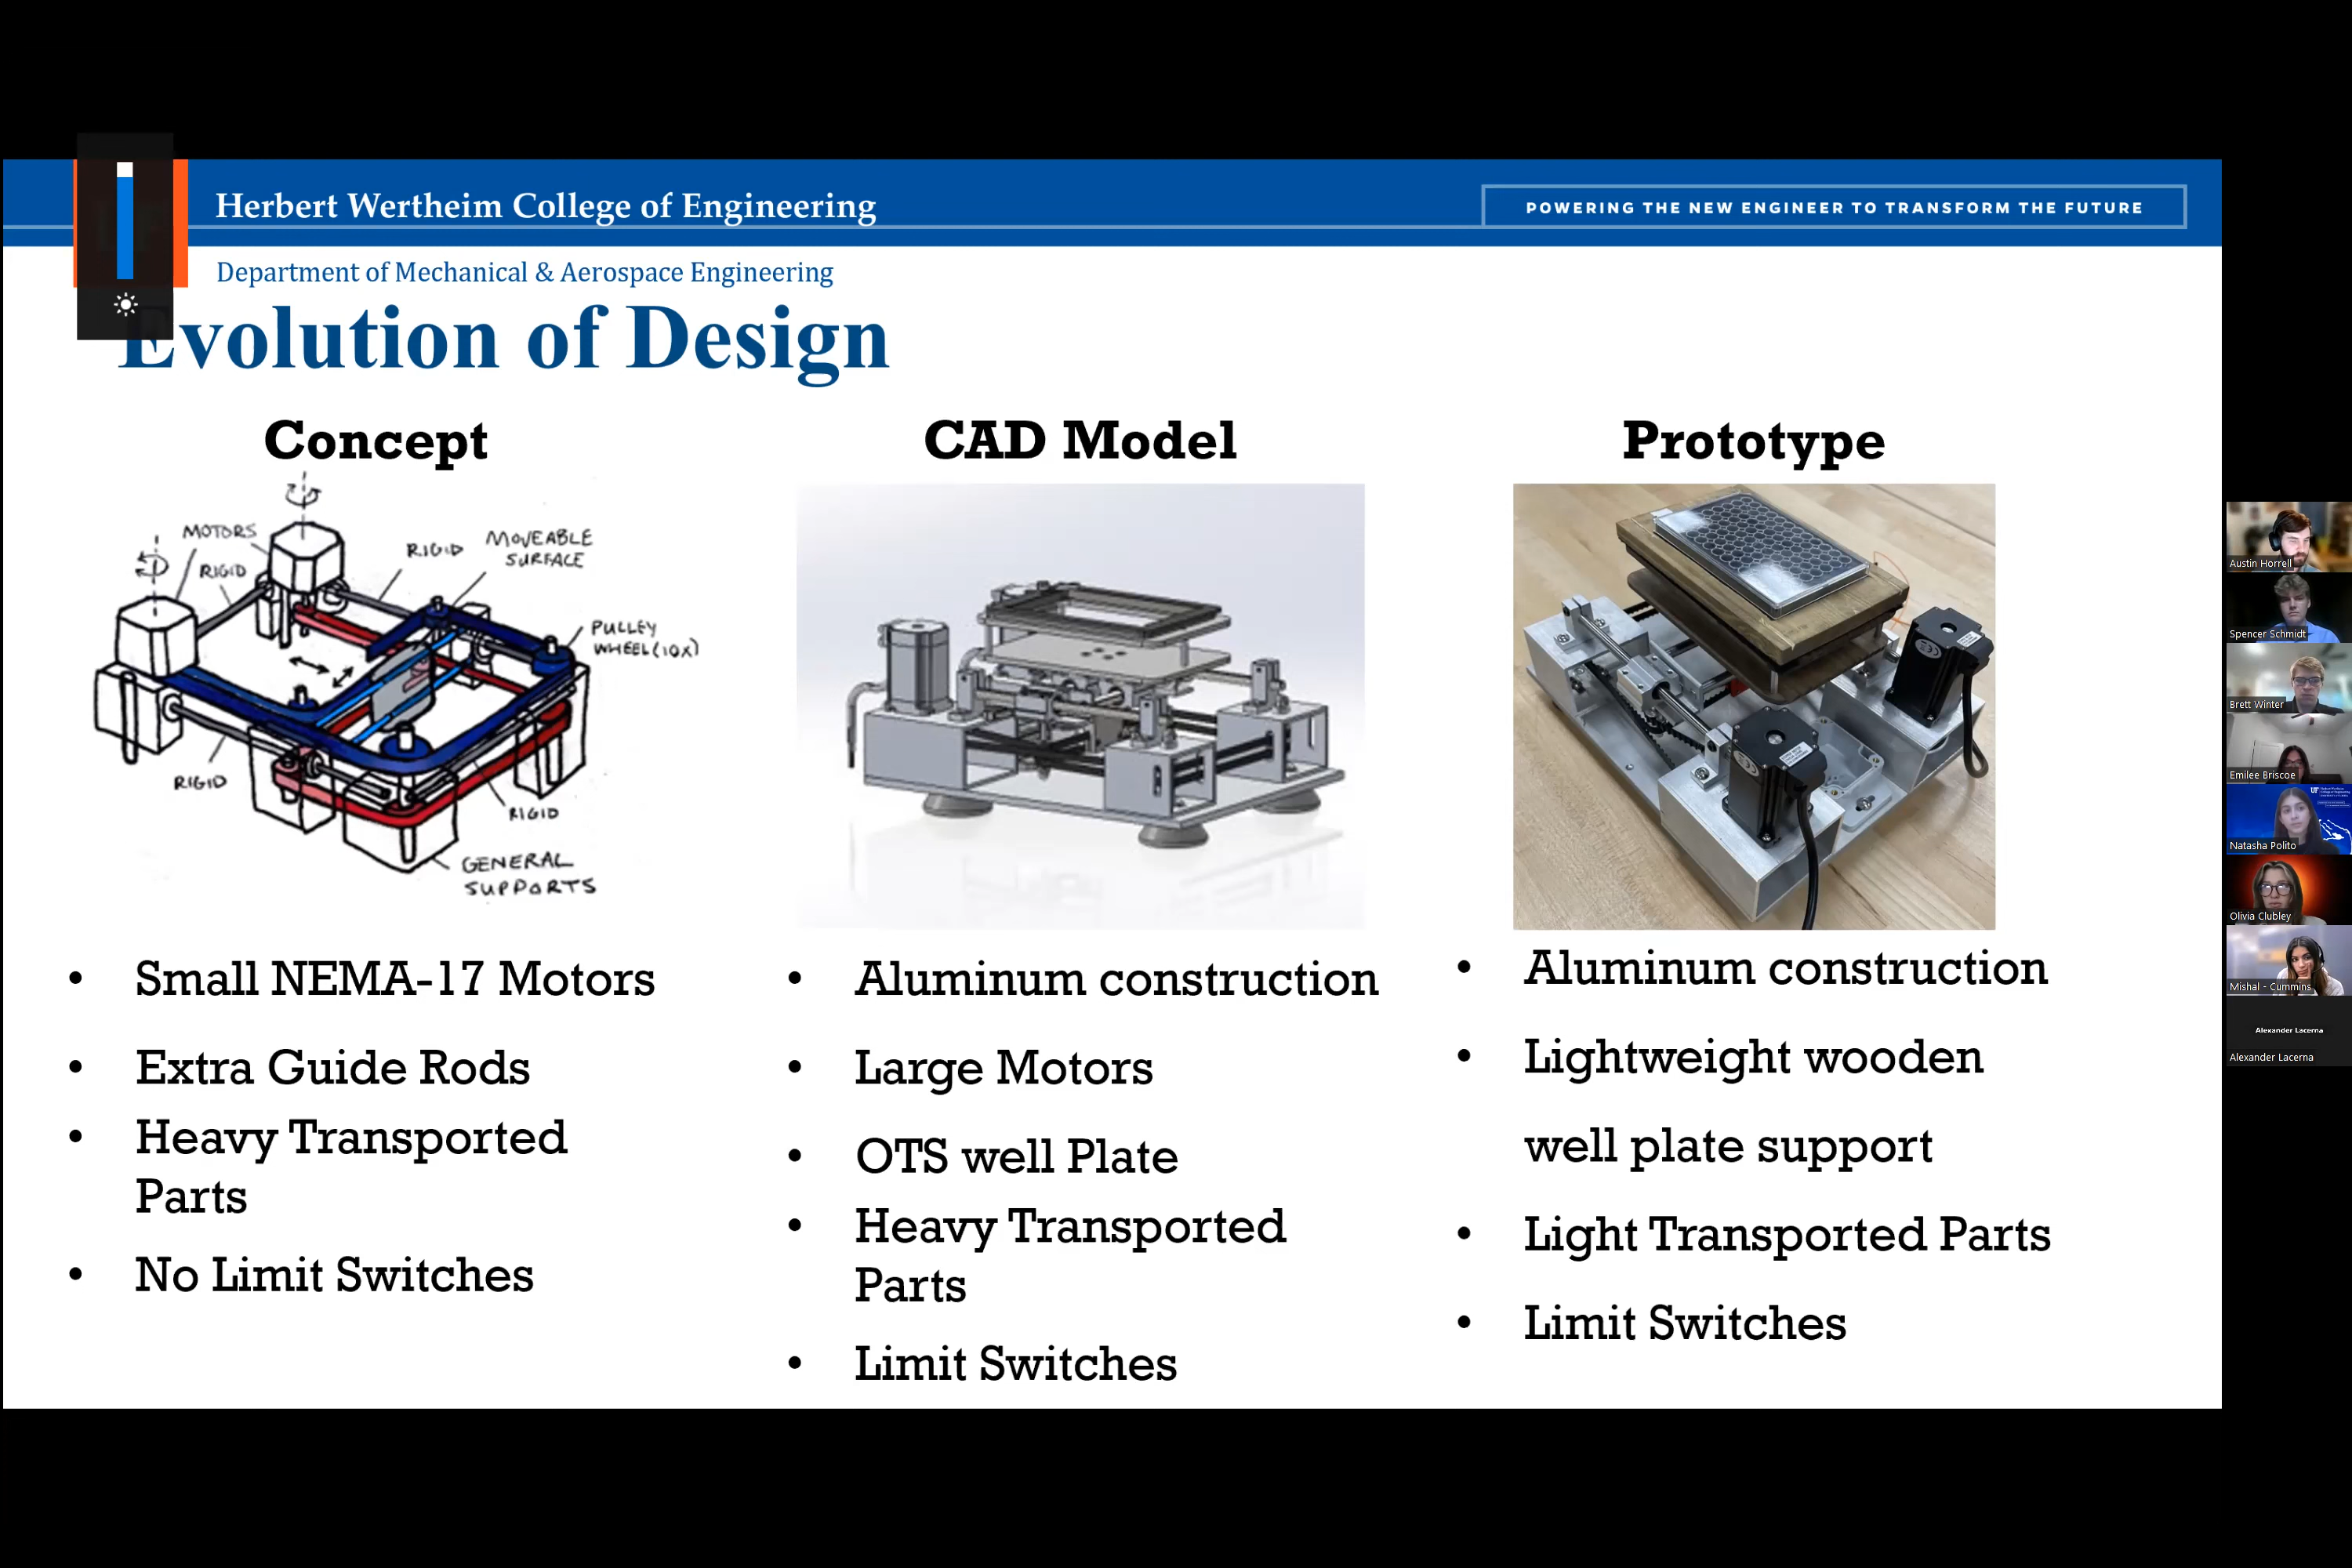 Herbert Wertheim College of Engineering
POWERING THE NEW ENGINEER TO TRANSFORM THE FUTURE
Department of Mechanical & Aerospace Engineering
Evolution of Design
Concept
MOTORS
RIGID
RIGID
MOVEABLE
SURFACE
PULLEY
WHEEL (10X)
RIGID
RIGID
GENERAL
SUPPORTS
• Small NEMA-17 Motors
• Extra Guide Rods
• Heavy Transported
Parts
• No Limit Switches
CAD Model
• Aluminum construction
• Large Motors
• OTS well Plate
• Heavy Transported
Parts
• Limit Switches
Prototype
• Aluminum construction
• Lightweight wooden
well plate support
• Light Transported Parts
• Limit Switches
Austin Horrell
Spencer Schmidt
Brett Winter
Emilee Briscoe
UF
Natasha Polito
Olivia Clubley
Mishal - Cummins
Alexander Lacerna
Alexander Lacerna